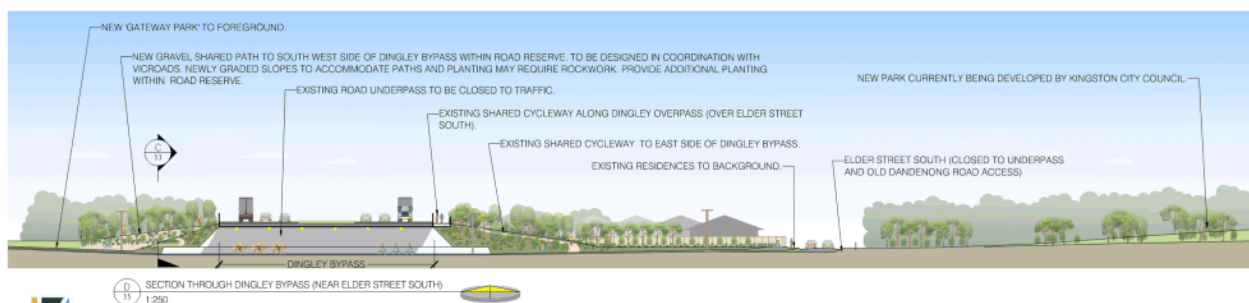 NEW 'GATEWAY PARK' TO FOREGROUND.
NEW GRAVEL SHARED PATH TO SOUTH WEST SIDE OF DINGLEY BYPASS WITHIN ROAD RESERVE. TO BE DESIGNED IN COORDINATION WITH
VICROADS. NEWLY GRADED SLOPES TO ACCOMMODATE PATHS AND PLANTING MAY REQUIRE ROCKWORK. PROVIDE ADDITIONAL PLANTING
WITHIN ROAD RESERVE.
NEW PARK CURRENTLY BEING DEVELOPED BY KINGSTON CITY COUNCIL
EXISTING ROAD UNDERPASS TO BE CLOSED TO TRAFFIC.
EXISTING SHARED CYCLEWAY ALONG DINGLEY OVERPASS (OVER ELDER STREET
SOUTH).
EXISTING SHARED CYCLEWAY TO EAST SIDE OF DINGLEY BYPASS.
EXISTING RESIDENCES TO BACKGROUND.
ELDER STREET SOUTH (CLOSED TO UNDERPASS
AND OLD DANDENONG ROAD ACCESS)
C
33
DINGLEY BYPASS
D
35
SECTION THROUGH DINGLEY BYPASS (NEAR ELDER STREET SOUTH)
1:250